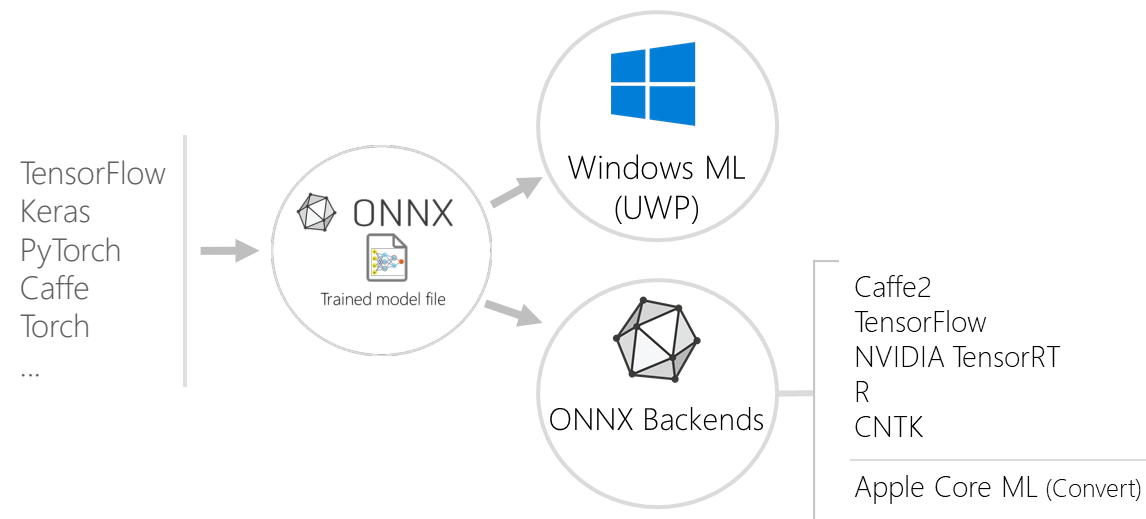 TensorFlow
Keras
PyTorch
Caffe
Torch
...
ONNX
Trained model file
Windows ML
(UWP)
ONNX Backends
Caffe2
TensorFlow
NVIDIA TensorRT
R
CNTK
Apple Core ML (Convert)